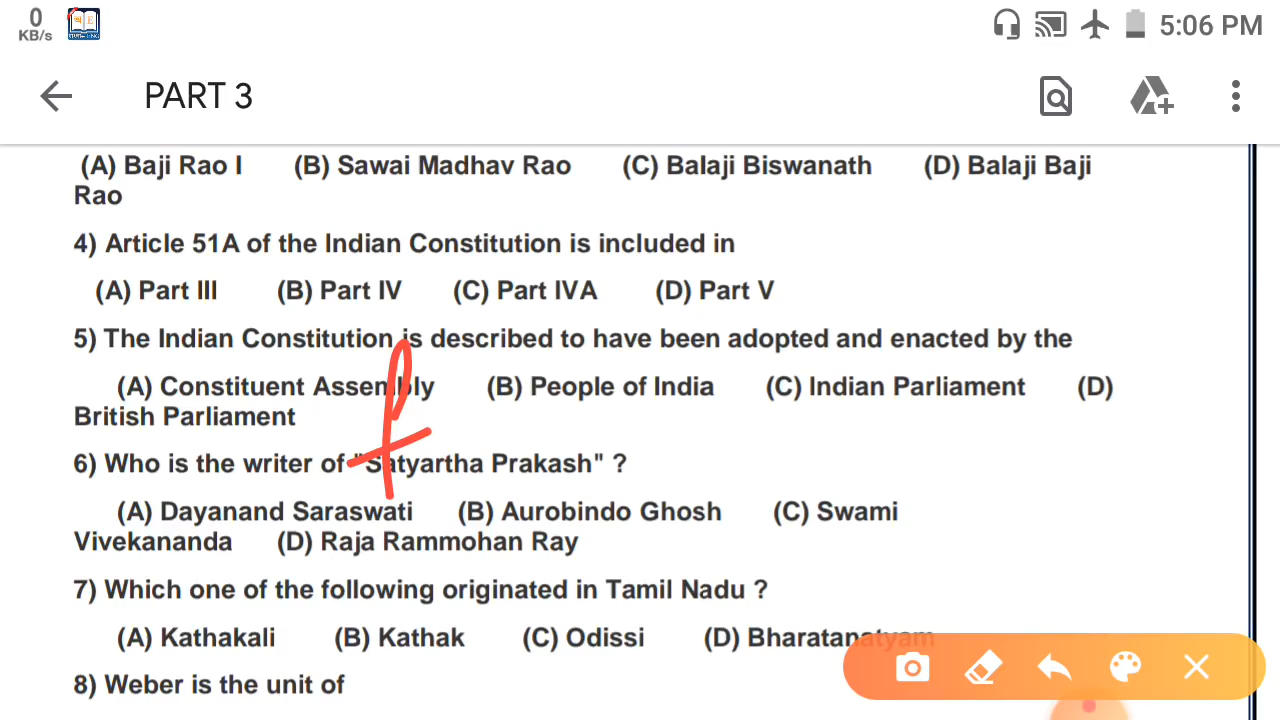 0
KB/s
5:06 PM
PART 3
(A) Baji Rao I (B) Sawai Madhav Rao (C) Balaji Biswanath (D) Balaji Baji
Rao
4) Article 51A of the Indian Constitution is included in
(A) Part III (B) Part IV (C) Part IVA (D) Part V
5) The Indian Constitution is described to have been adopted and enacted by the
(A) Constituent Assembly (B) People of India (C) Indian Parliament (D)
British Parliament
6) Who is the writer of "Satyartha Prakash" ?
(A) Dayanand Saraswati (B) Aurobindo Ghosh (C) Swami
Vivekananda (D) Raja Rammohan Ray
7) Which one of the following originated in Tamil Nadu ?
(A) Kathakali (B) Kathak (C) Odissi (D) Bharatanatyam
8) Weber is the unit of